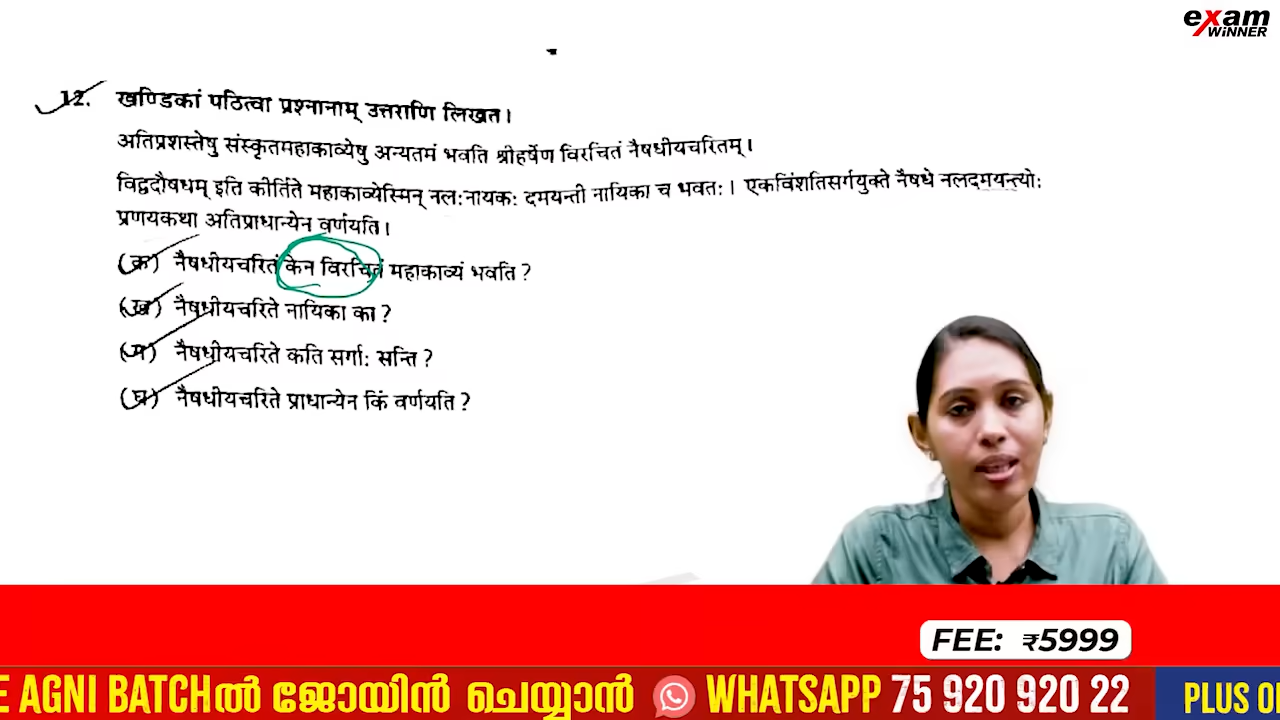 exam
WiNNER
12. खण्डिकां पठित्वा प्रश्नानाम् उत्तराणि लिखत।
अतिप्रशस्तेषु संस्कृतमहाकाव्येषु अन्यतमं भवति श्रीहर्षेण विरचितं नैषधीयचरितम्।
विद्वदौषधम् इति कीर्तिते महाकाव्येस्मिन् नल:नायक: दमयन्ती नायिका च भवत:। एकविंशतिसर्गयुक्ते नैषधे नलदमयन्त्यो:
प्रणयकथा अतिप्राधान्येन वर्णयति।
(क) नैषधीयचरितं केन विरचितं महाकाव्यं भवति ?
(ख) नैषधीयचरिते नायिका का ?
(ग) नैषधीयचरिते कति सर्गा: सन्ति ?
(घ) नैषधीयचरिते प्राधान्येन किं वर्णयति ?
FEE: ₹5999
E AGNI BATCHൽ ജോയിൻ ചെയ്യാൻ WHATSAPP 75 920 920 22 PLUS O